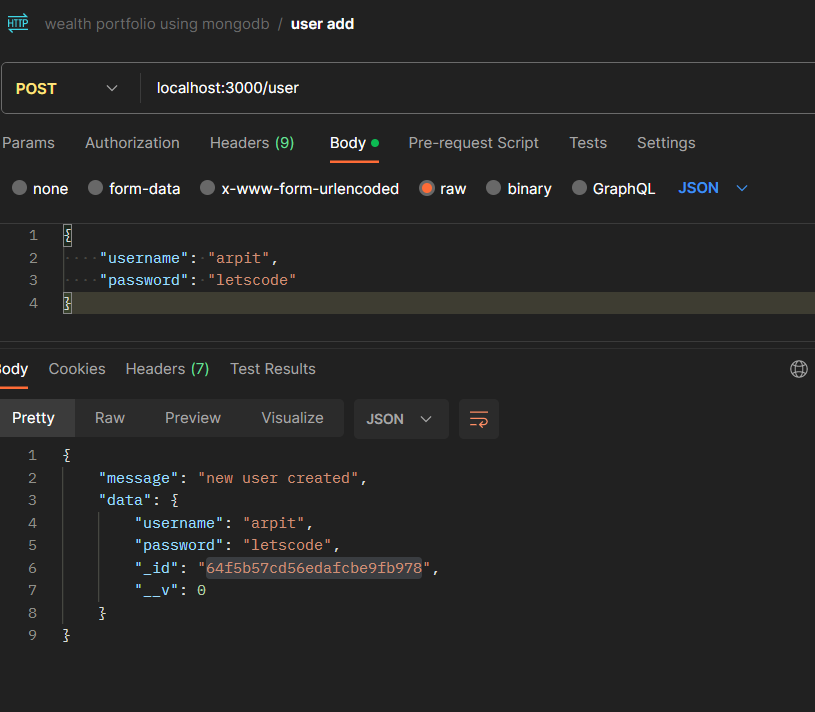 HTTP wealth portfolio using mongodb / user add
POST localhost:3000/user
Params Authorization Headers (9) Body Pre-request Script Tests Settings
none form-data x-www-form-urlencoded raw binary GraphQL JSON
1 {
2 "username": "arpit",
3 "password": "letscode"
4 }
ody Cookies Headers (7) Test Results
Pretty Raw Preview Visualize JSON
1 {
2 "message": "new user created",
3 "data": {
4 "username": "arpit",
5 "password": "letscode",
6 "_id": "64f5b57cd56edafcbe9fb978",
7 "__v": 0
8 }
9 }